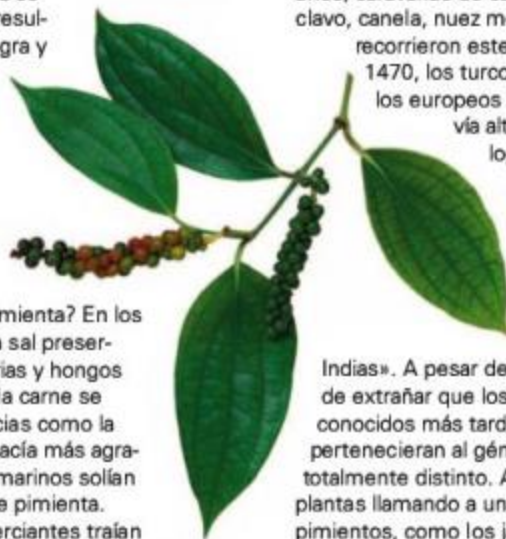 resul-
gra y
mienta? En los
sal preser-
ias y hongos
la carne se
cias como la
acía más agra-
marinos solían
e pimienta.
erciantes traían
clavo, canela, nuez m
recorrieron este
1470, los turco
los europeos
vía alt
lo
Indias». A pesar de
de extrañar que los
conocidos más tard
pertenecieran al gén
totalmente distinto. A
plantas llamando a un
pimientos, como los j